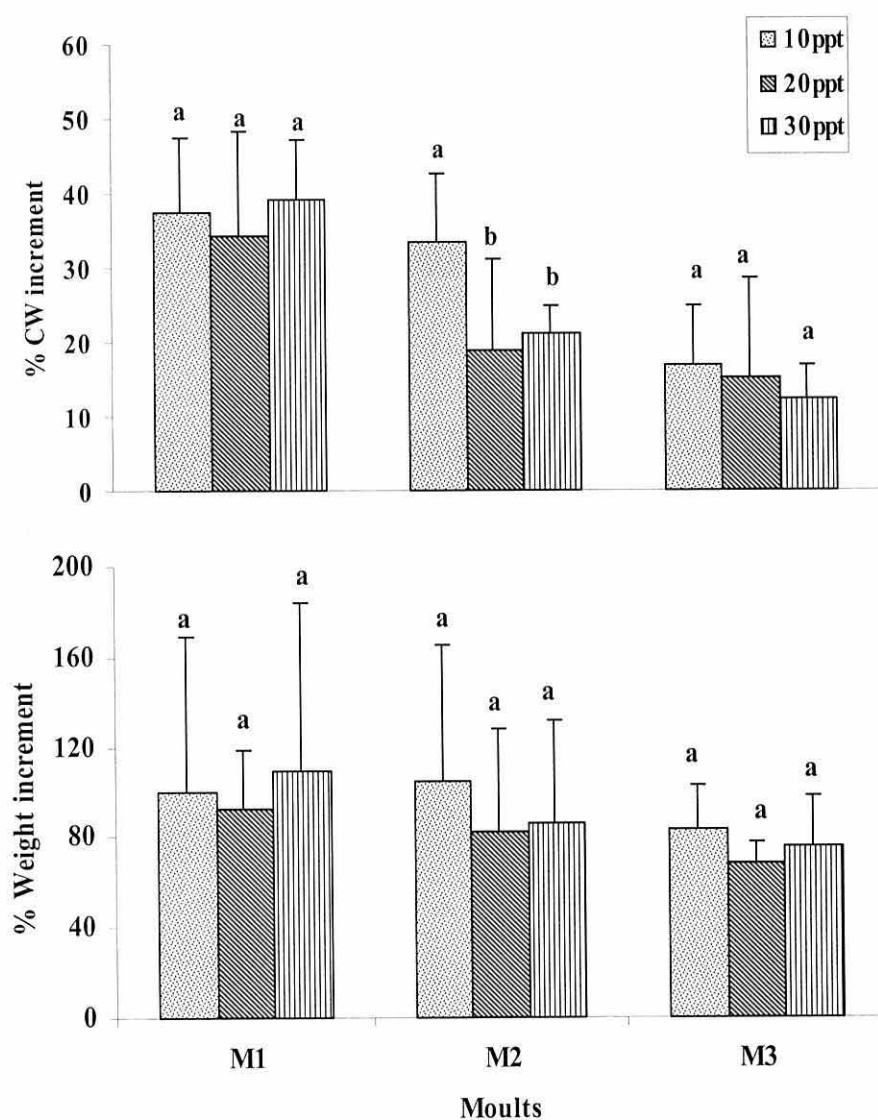 10ppt
20ppt
30ppt
% CW increment
60
50
40
30
20
10
0
a a a
a b b
a a a
% Weight increment
200
160
120
80
40
0
a a a
a a a
a a a
M1 M2 M3
Moults